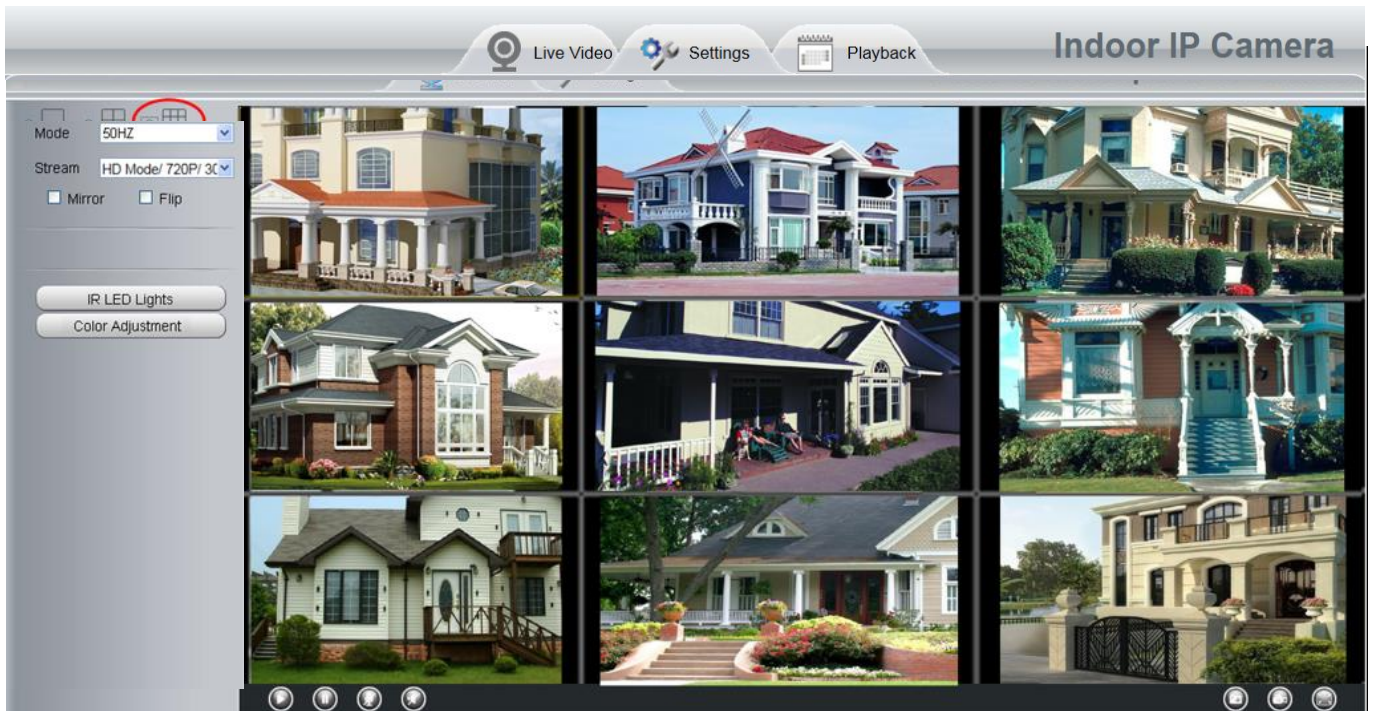 Live Video
Settings
Playback
Indoor IP Camera
Mode 50HZ
Stream HD Mode/ 720P/ 30
Mirror Flip
IR LED Lights
Color Adjustment